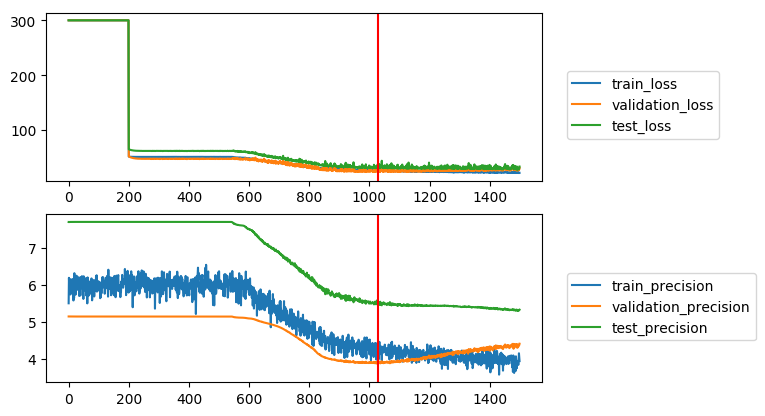 300
200
100
0 200 400 600 800 1000 1200 1400
train_loss
validation_loss
test_loss
7
6
5
4
0 200 400 600 800 1000 1200 1400
train_precision
validation_precision
test_precision